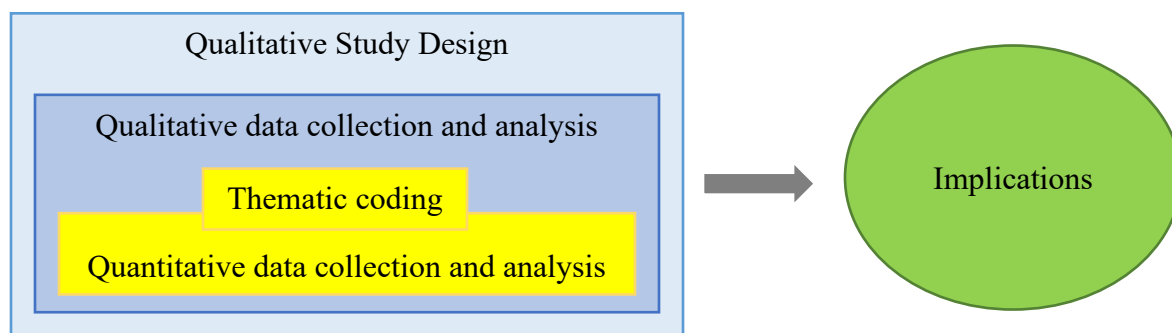 Qualitative Study Design
Qualitative data collection and analysis
Thematic coding
Quantitative data collection and analysis
Implications